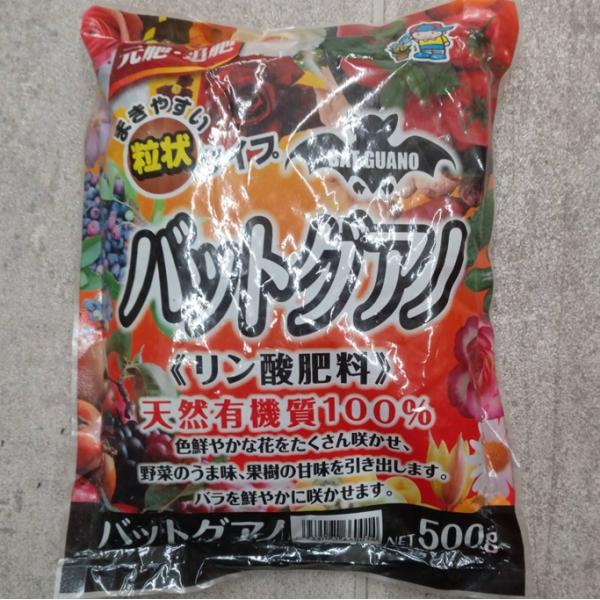 元肥・追肥
まきやすい
粒状タイプ
BAT GUANO
バットグアノ
《リン酸肥料》
天然有機質100%
色鮮やかな花をたくさん咲かせ、
野菜のうま味、果樹の甘味を引き出します。
バラを鮮やかに咲かせます。
バットグアノ
NET 500g